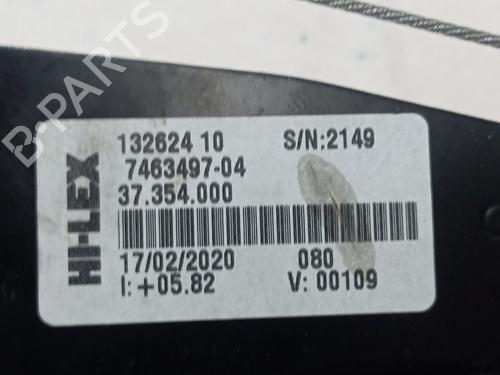 HI-LEX
132624 10 S/N:2149
7463497-04
37.354.000
17/02/2020 080
I: +05.82 V: 00109
B-PARTS